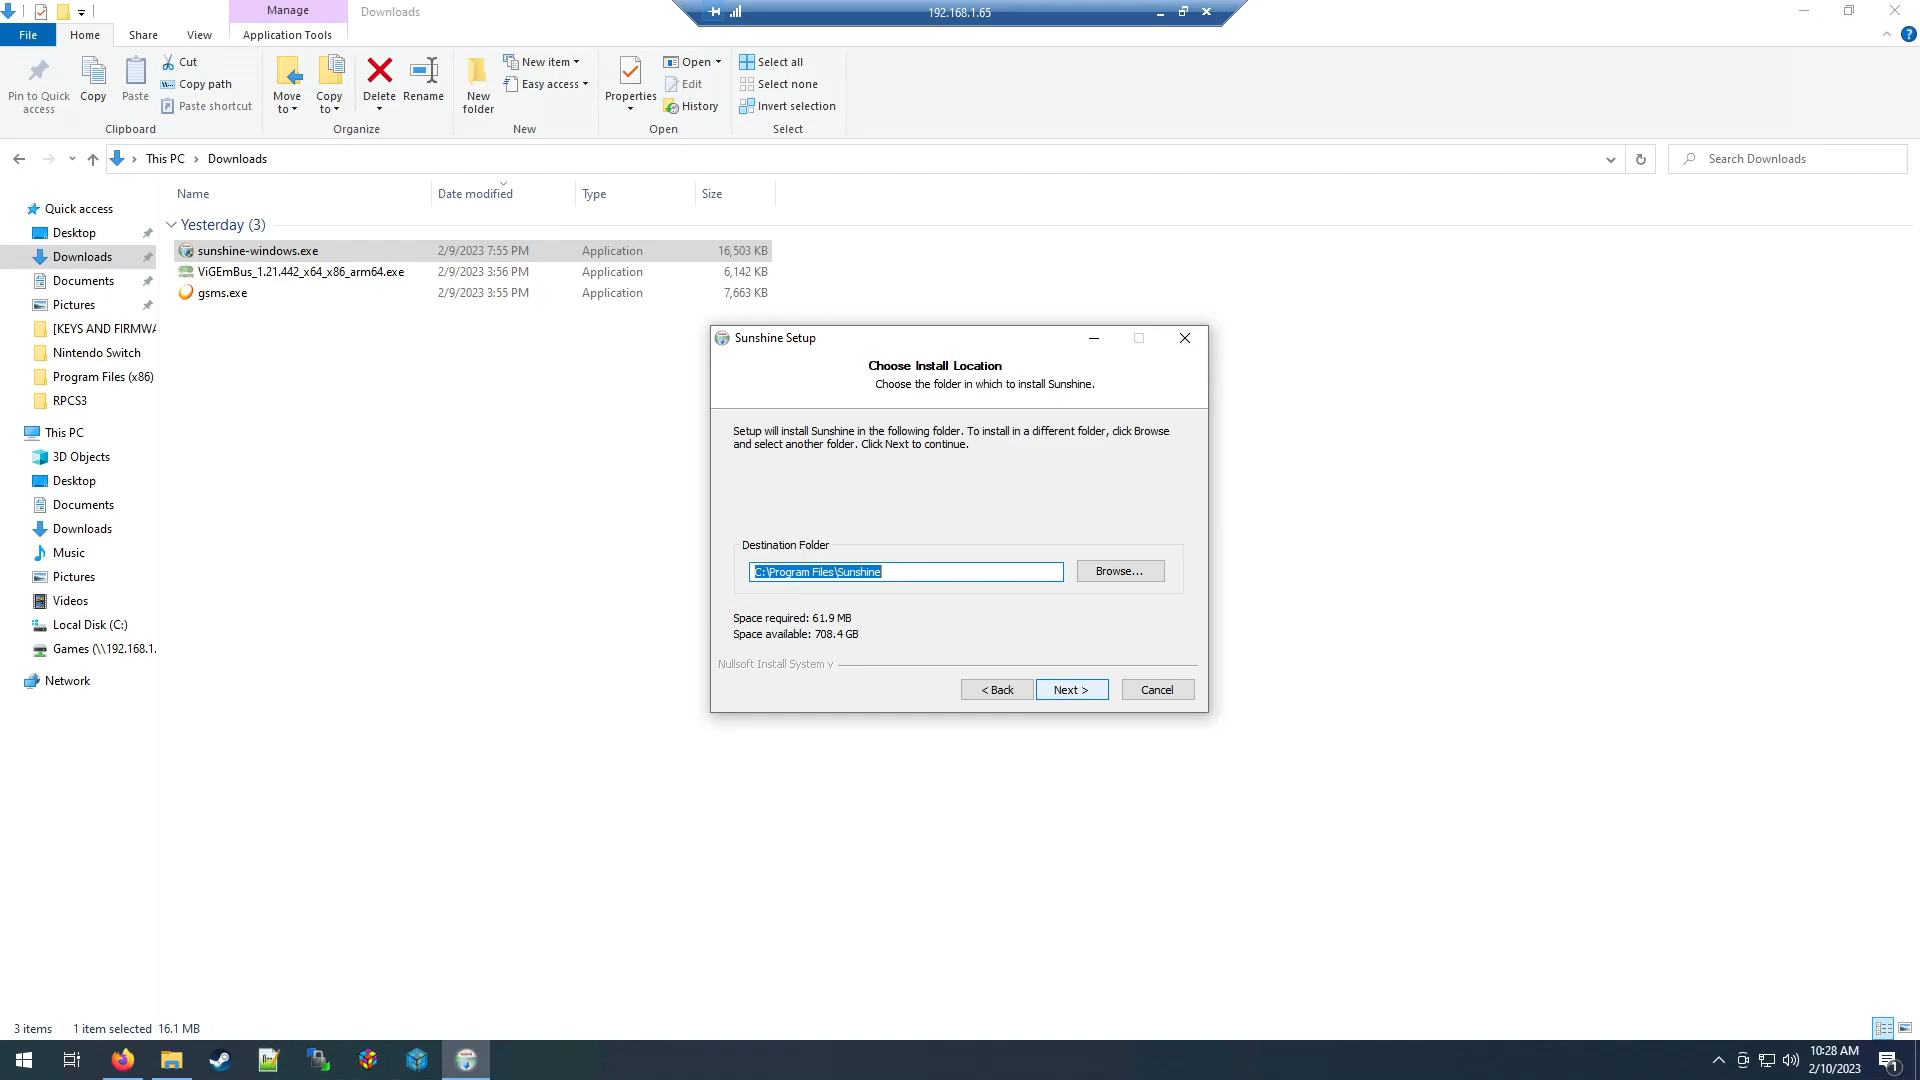 Manage
Downloads
192.168.1.65
File
Home
Share
View
Application Tools
Pin to Quick
access
Copy
Paste
Cut
Copy path
Paste shortcut
Clipboard
Move
to
Copy
to
Delete
Rename
Organize
New
folder
New item
Easy access
New
Properties
Open
Edit
History
Open
Select all
Select none
Invert selection
Select
This PC
Downloads
Search Downloads
Name
Date modified
Type
Size
Yesterday (3)
sunshine-windows.exe 2/9/2023 7:55 PM Application 16,503 KB
ViGEmBus_1.21.442_x64_x86_arm64.exe 2/9/2023 3:56 PM Application 6,142 KB
gsms.exe 2/9/2023 3:55 PM Application 7,663 KB
Quick access
Desktop
Downloads
Documents
Pictures
[KEYS AND FIRMWA
Nintendo Switch
Program Files (x86)
RPCS3
This PC
3D Objects
Desktop
Documents
Downloads
Music
Pictures
Videos
Local Disk (C:)
Games (\\192.168.1.
Network
Sunshine Setup
Choose Install Location
Choose the folder in which to install Sunshine.
Setup will install Sunshine in the following folder. To install in a different folder, click Browse
and select another folder. Click Next to continue.
Destination Folder
C:\Program Files\Sunshine
Browse...
Space required: 61.9 MB
Space available: 708.4 GB
Nullsoft Install System v
< Back
Next >
Cancel
3 items
1 item selected 16.1 MB
10:28 AM
2/10/2023
1